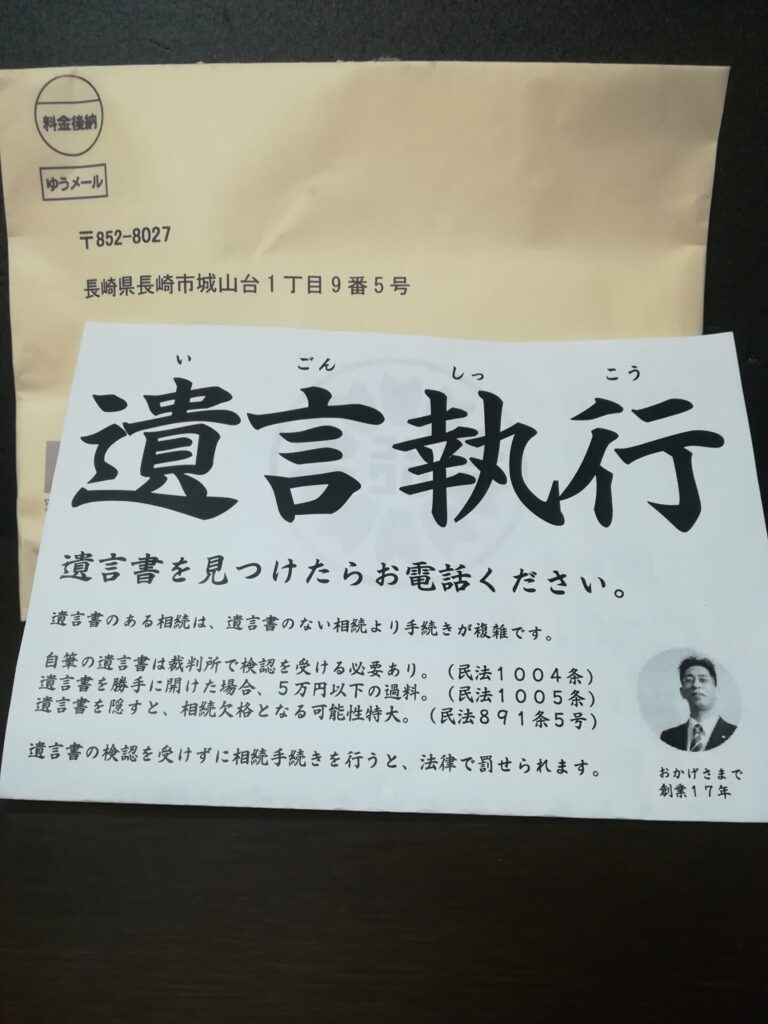 料金後納
ゆうメール
〒852-8027
長崎県長崎市城山台1丁目9番5号
い ごん しっ こう
遺言執行
遺言書を見つけたらお電話ください。
遺言書のある相続は、遺言書のない相続より手続きが複雑です。
自筆の遺言書は裁判所で検認を受ける必要あり。（民法１００４条）
遺言書を勝手に開けた場合、５万円以下の過料。（民法１００５条）
遺言書を隠すと、相続欠格となる可能性特大。（民法８９１条５号）
遺言書の検認を受けずに相続手続きを行うと、法律で罰せられます。
おかげさまで
創業１７年